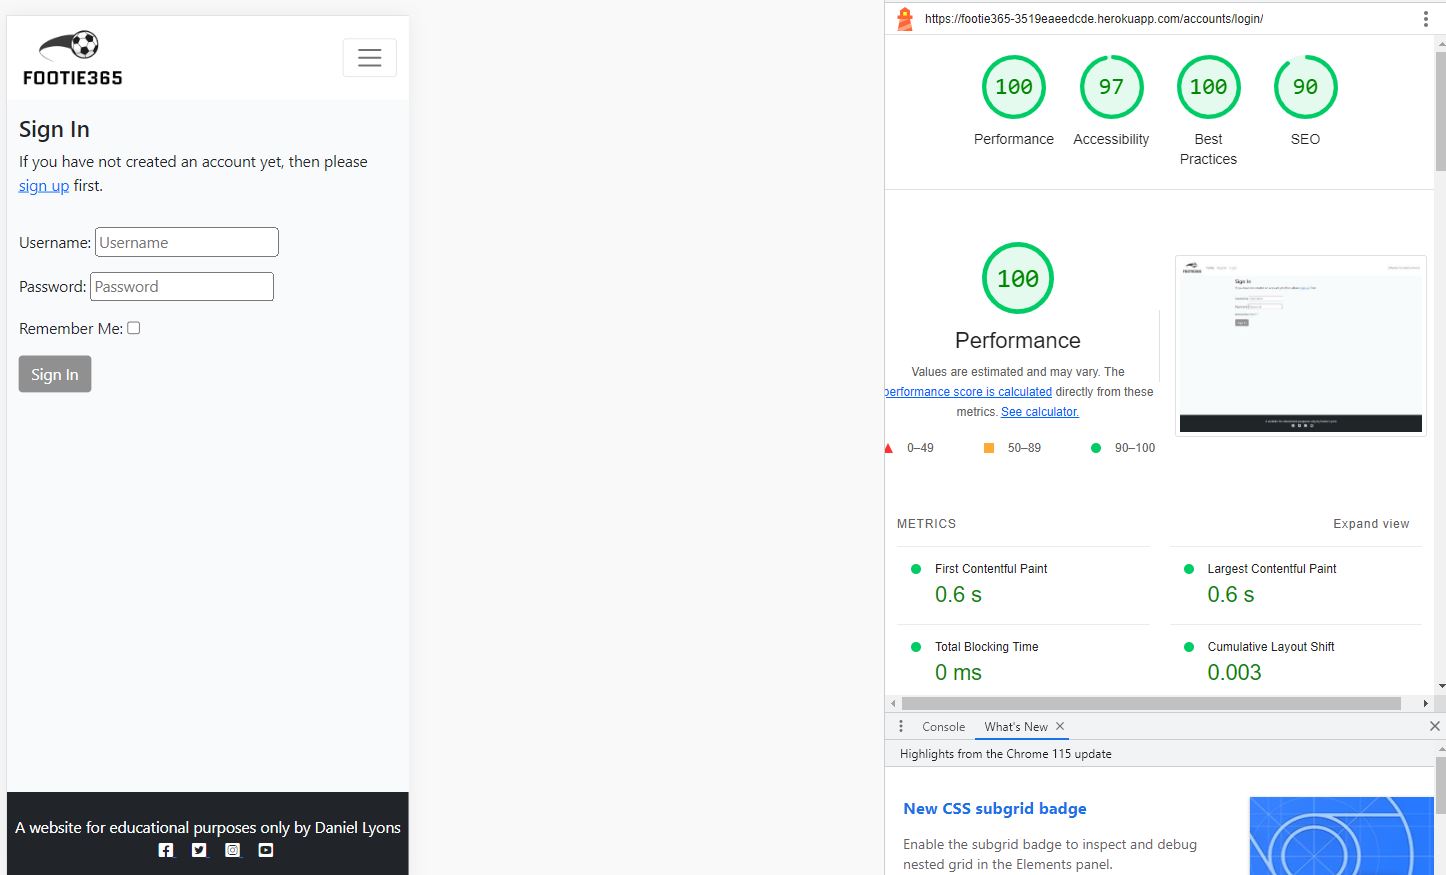 FOOTIE365
Sign In
If you have not created an account yet, then please
sign up first.
Username: Username
Password: Password
Remember Me:
Sign In
A website for educational purposes only by Daniel Lyons
https://footie365-3519eaeedcde.herokuapp.com/accounts/login/
100
97
100
90
Performance
Accessibility
Best
Practices
SEO
100
Performance
Values are estimated and may vary. The
performance score is calculated directly from these
metrics. See calculator.
0–49
50–89
90–100
FOOTIE365
Sign In
METRICS
Expand view
First Contentful Paint
0.6 s
Largest Contentful Paint
0.6 s
Total Blocking Time
0 ms
Cumulative Layout Shift
0.003
Console
What's New
Highlights from the Chrome 115 update
New CSS subgrid badge
Enable the subgrid badge to inspect and debug
nested grid in the Elements panel.